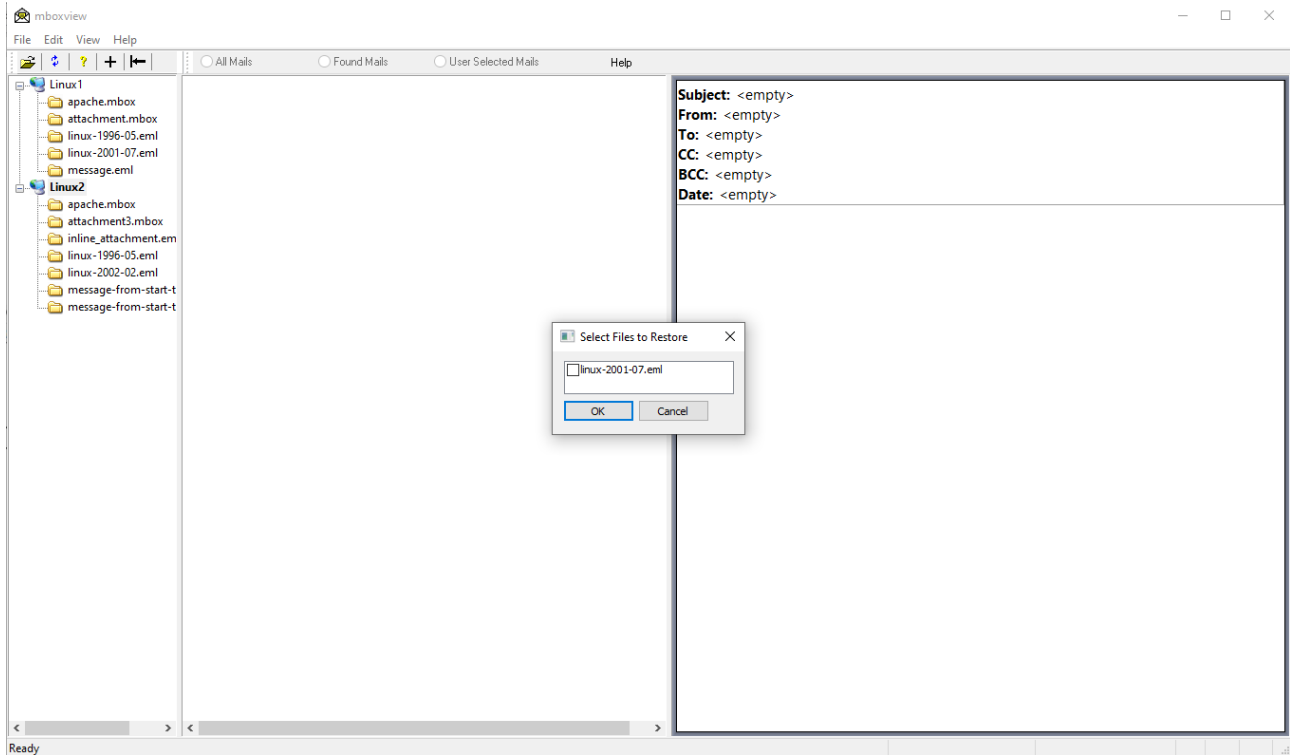 mboxview
File Edit View Help
? All Mails Found Mails User Selected Mails Help
Linux1
apache.mbox
attachment.mbox
linux-1996-05.eml
linux-2001-07.eml
message.eml
Linux2
apache.mbox
attachment3.mbox
inline_attachment.em
linux-1996-05.eml
linux-2002-02.eml
message-from-start-t
message-from-start-t
Subject: <empty>
From: <empty>
To: <empty>
CC: <empty>
BCC: <empty>
Date: <empty>
Select Files to Restore
linux-2001-07.eml
OK Cancel
Ready